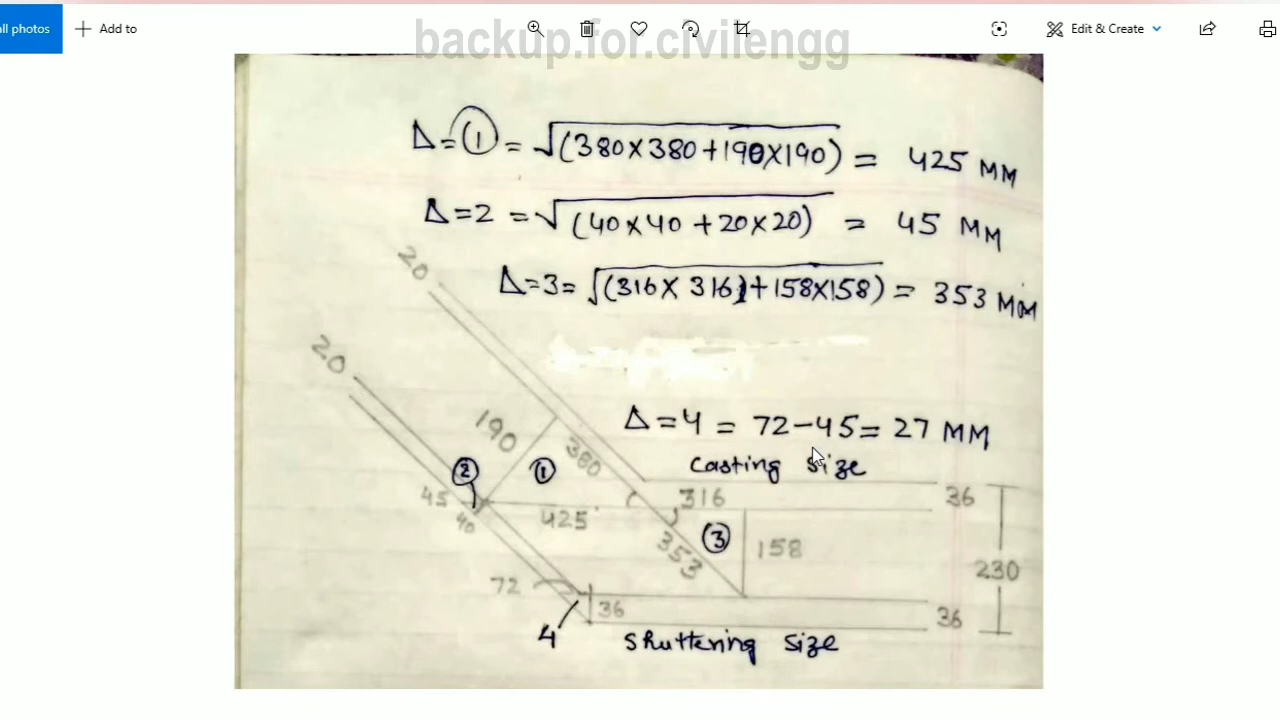 all photos
Add to
Edit & Create
backup.for.civilengg
Δ=① = √(380×380+190×190) = 425 MM
Δ=2 = √(40×40 + 20×20) = 45 MM
Δ=3= √(316× 316)+158×158) = 353 MM
20
20
Δ=4 = 72-45= 27 MM
casting size
190
380
② ①
45
40
425
316
36
353
③
158
230
72
36
36
4
shuttering size